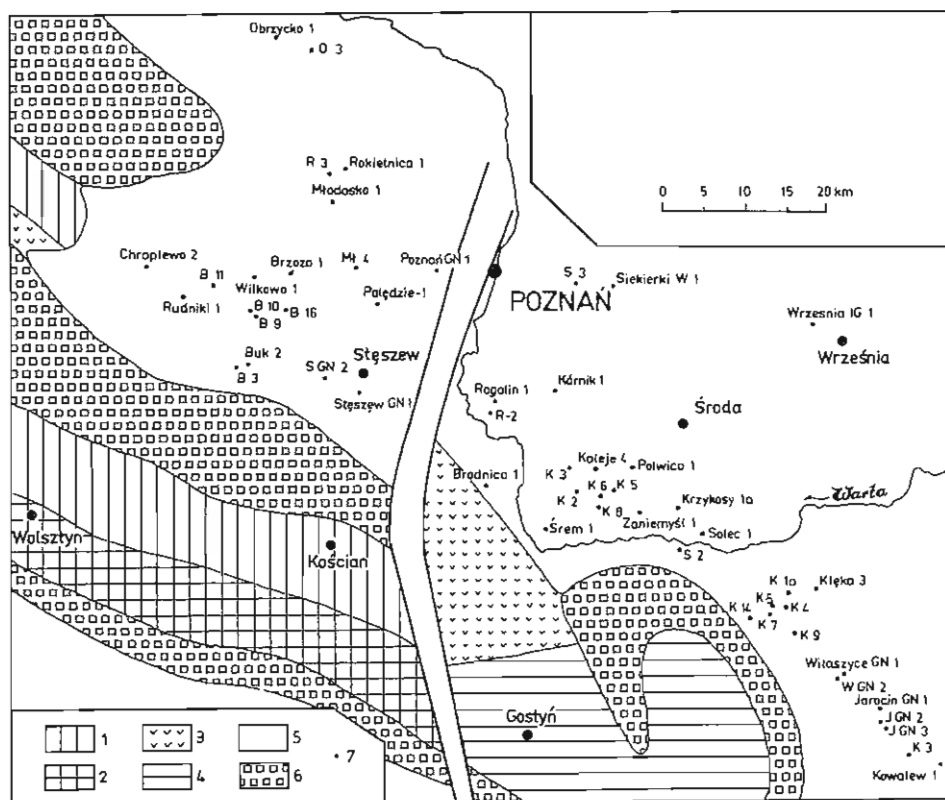 Obrzycko 1
O 3
R 3
Rokietnica 1
Młodasko 1
0 5 10 15 20 km
Chraplewo 2
B 11
Brzoza 1
Mł 4
Poznań GN 1
S 3
Siekierki W 1
Wilkowo 1
Rudniki 1
B 10
B 16
B 9
Palędzie-1
POZNAŃ
Wrzesnia IG 1
Września
Buk 2
B 3
S GN 2
Stęszew
Stęszew GN 1
Rogalin 1
R-2
Kórnik 1
Środa
Brodnica 1
K 3
Kaleje 4
Polwica 1
K 2
K 6
K 5
K 8
Krzykosy 1a
Zaniemyśl 1
Warta
Śrem 1
Solec 1
S 2
Wolsztyn
Kościan
K 1a
Klęka 3
K 5
K 14
K 4
K 7
K 9
Witaszyce GN 1
W GN 2
Jarocin GN 1
J GN 2
J GN 3
K 3
Kowalew 1
Gostyń
1 3 5
2 4 6
7